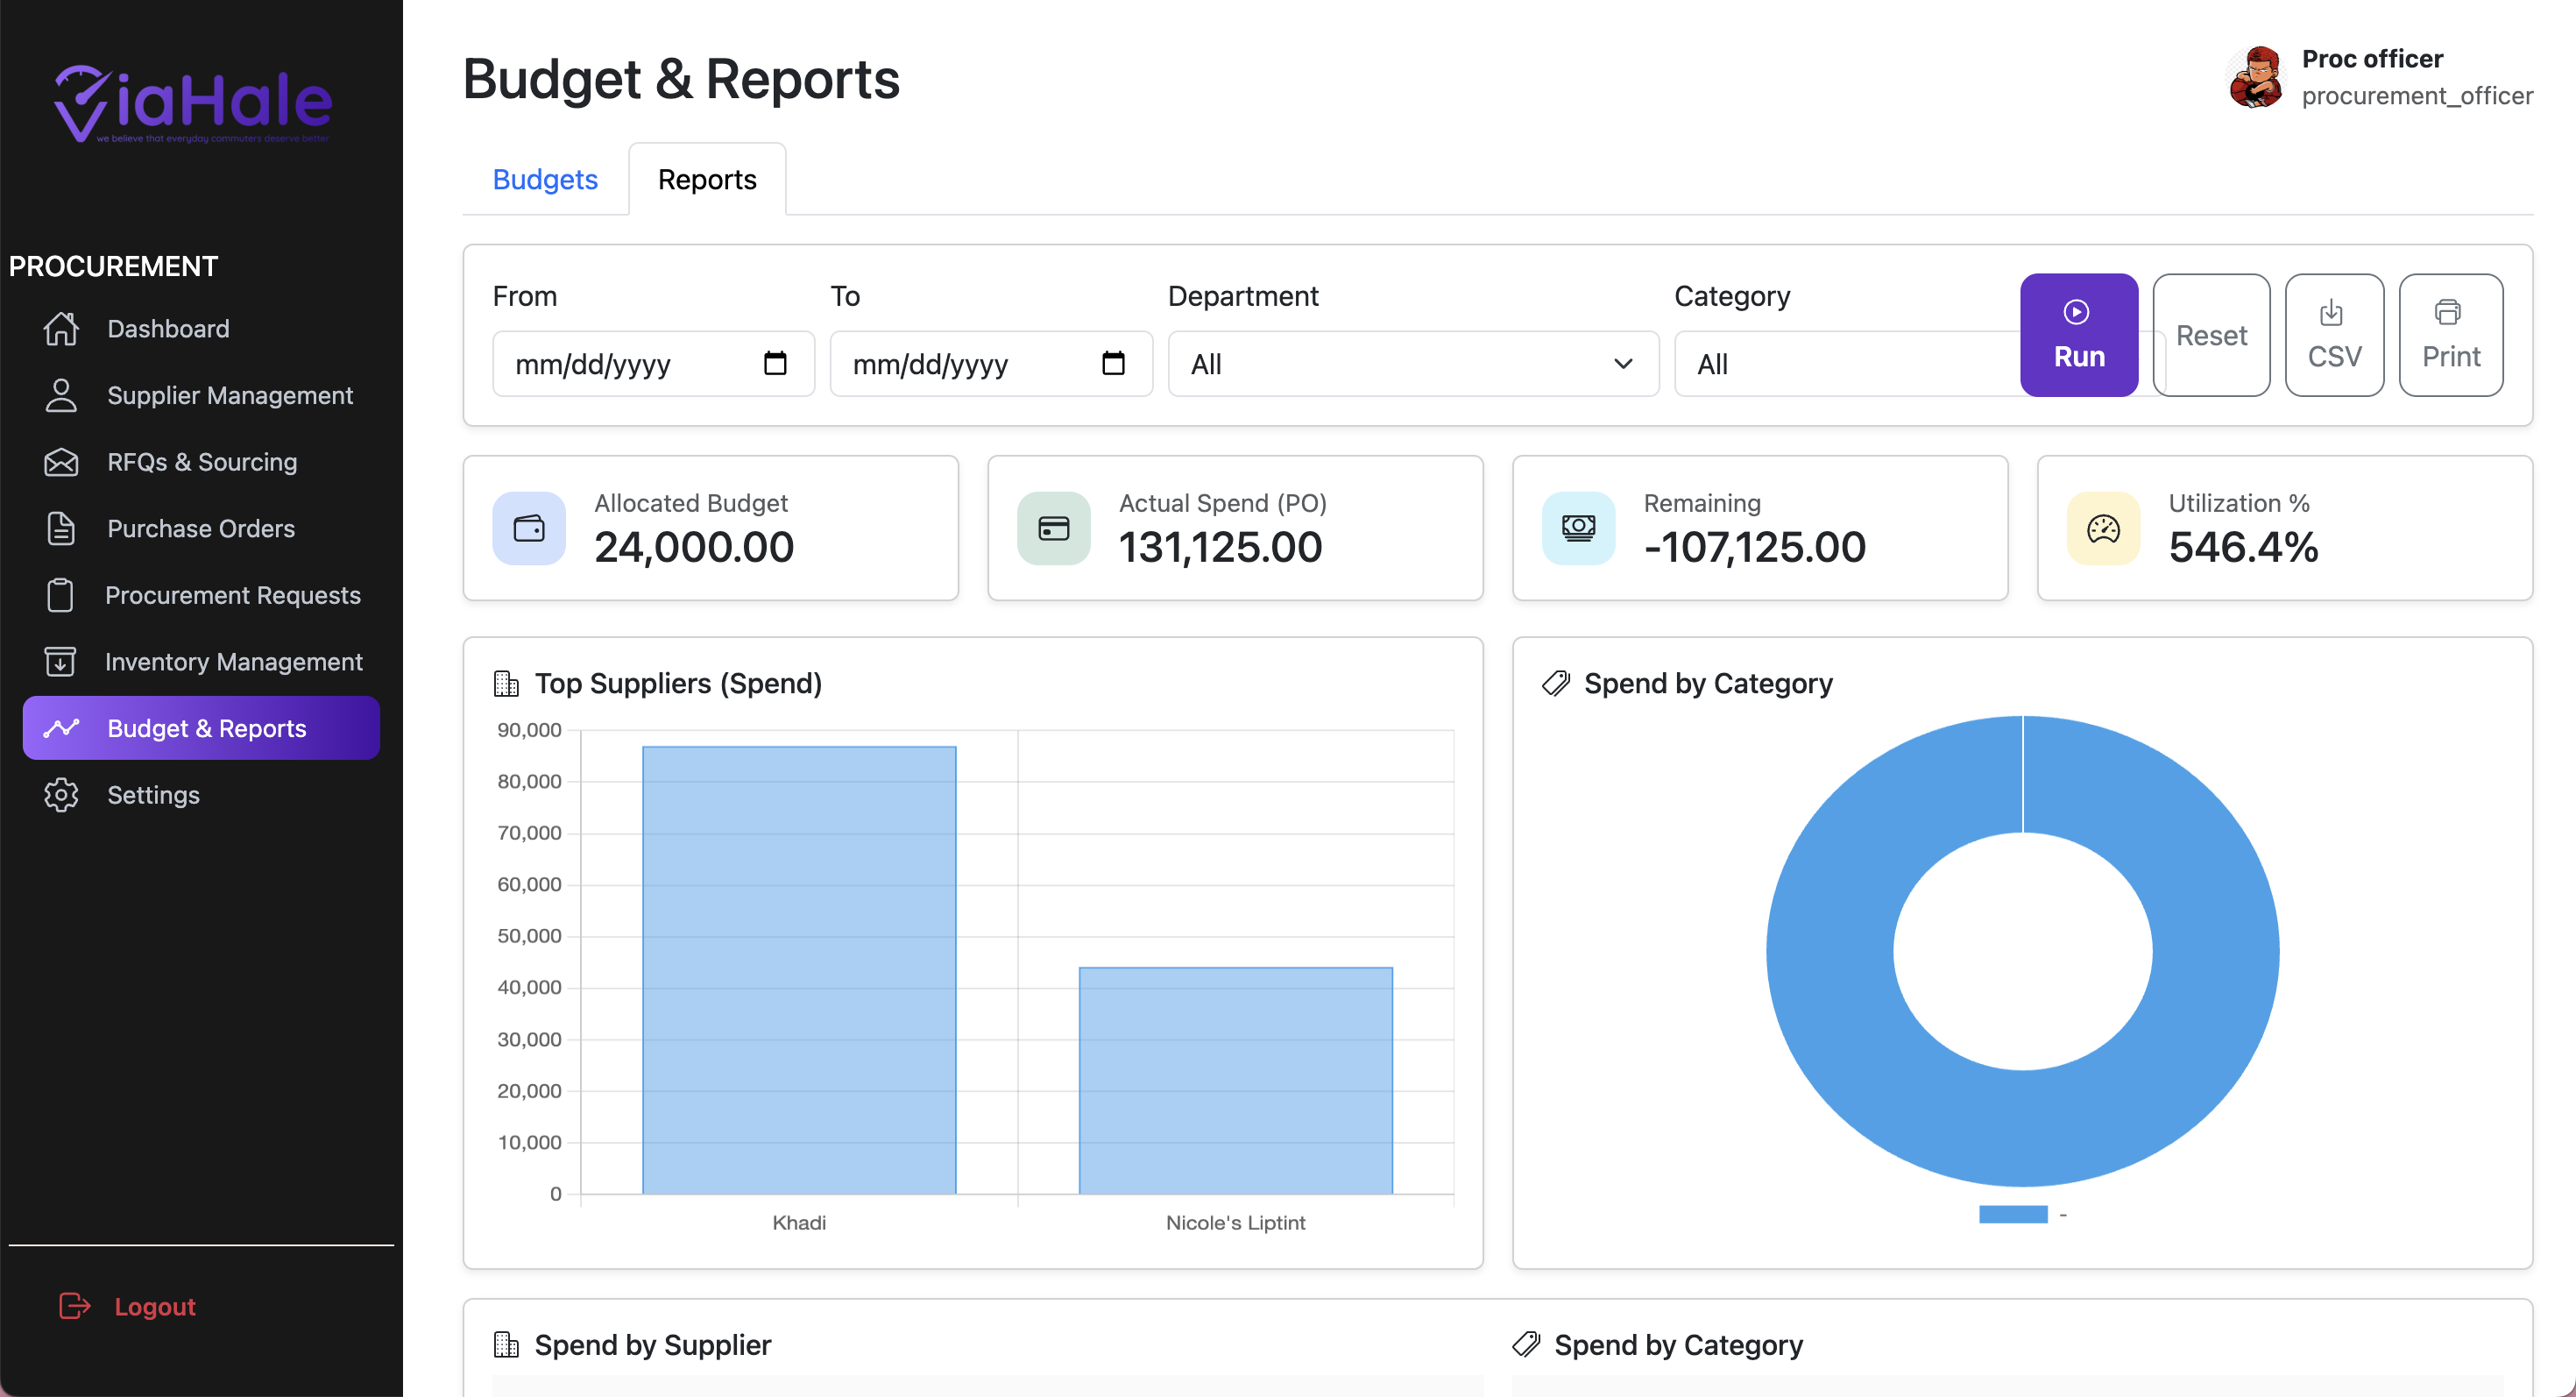 ViaHale
we believe that everyday commuters deserve better
PROCUREMENT
Dashboard
Supplier Management
RFQs & Sourcing
Purchase Orders
Procurement Requests
Inventory Management
Budget & Reports
Settings
Logout
Budget & Reports
Proc officer
procurement_officer
Budgets
Reports
From
To
Department
Category
mm/dd/yyyy
mm/dd/yyyy
All
All
Run
Reset
CSV
Print
Allocated Budget
24,000.00
Actual Spend (PO)
131,125.00
Remaining
-107,125.00
Utilization %
546.4%
Top Suppliers (Spend)
90,000
80,000
70,000
60,000
50,000
40,000
30,000
20,000
10,000
0
Khadi
Nicole's Liptint
Spend by Category
-
Spend by Supplier
Spend by Category